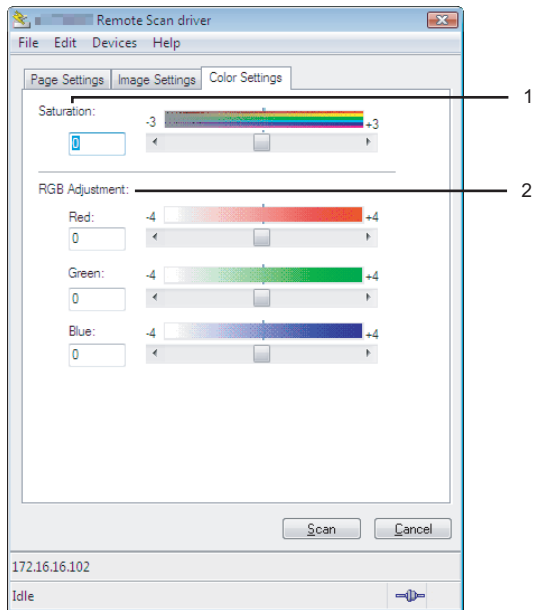 Remote Scan driver
File Edit Devices Help
Page Settings Image Settings Color Settings
Saturation:
1
-3 +3
0
RGB Adjustment:
2
Red:
-4 +4
0
Green:
-4 +4
0
Blue:
-4 +4
0
Scan Cancel
172.16.16.102
Idle